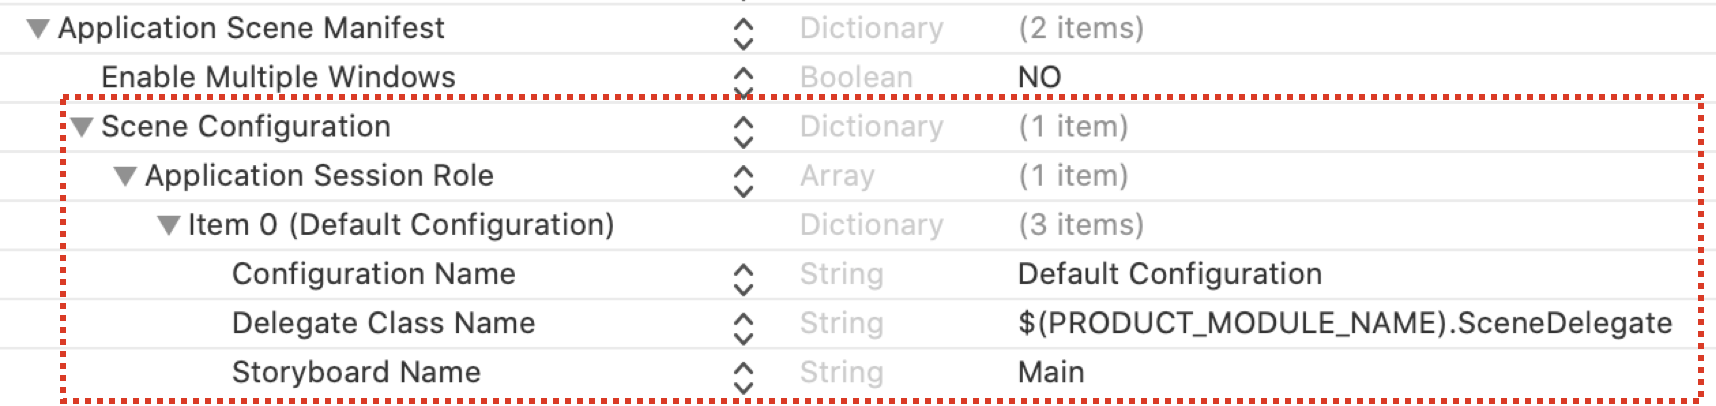 Application Scene Manifest Dictionary (2 items)
Enable Multiple Windows Boolean NO
Scene Configuration Dictionary (1 item)
Application Session Role Array (1 item)
Item 0 (Default Configuration) Dictionary (3 items)
Configuration Name String Default Configuration
Delegate Class Name String $(PRODUCT_MODULE_NAME).SceneDelegate
Storyboard Name String Main